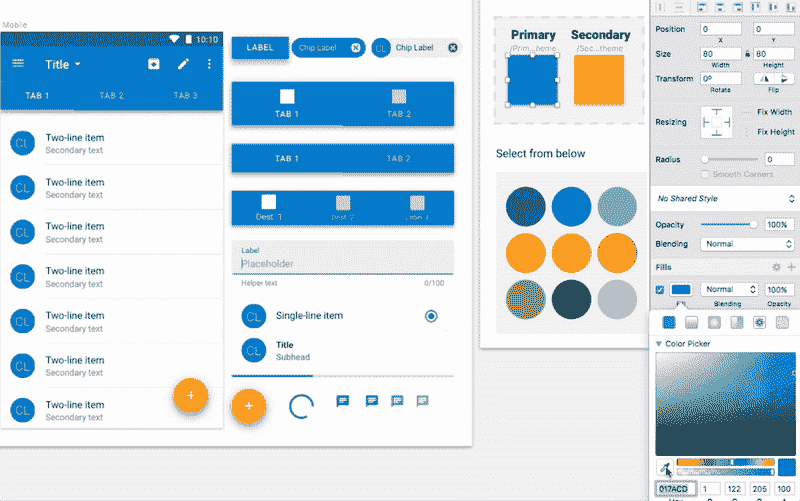 Mobile
10:10
Title
TAB 1 TAB 2 TAB 3
CL Two-line item
Secondary text
CL Two-line item
Secondary text
CL Two-line item
Secondary text
CL Two-line item
Secondary text
CL Two-line item
Secondary text
CL Two-line item
Secondary text
CL Two-line item
Secondary text
+
LABEL
Chip Label
CL Chip Label
TAB 1 TAB 2
TAB 1 TAB 2
Dest. 1 Dest. 2
Label
Placeholder
Helper text 0/100
CL Single-line item
CL Title
Subhead
+
Primary Secondary
/Prim...heme /Sec...theme
Select from below
Position 0 0
X Y
Size 80 80
Width Height
Transform 0°
Rotate Flip
Resizing Fix Width
Fix Height
Radius 0
Smooth Corners
No Shared Style
Opacity 100%
Blending Normal
Fills
Normal 100%
Fill Blending Opacity
Color Picker
017ACD 1 122 205 100